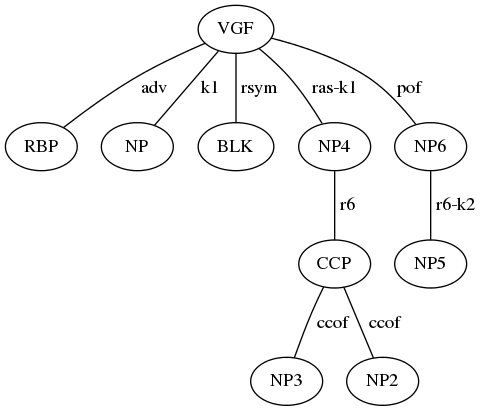 VGF
adv k1 rsym ras-k1 pof
RBP NP BLK NP4 NP6
r6 r6-k2
CCP NP5
ccof ccof
NP3 NP2